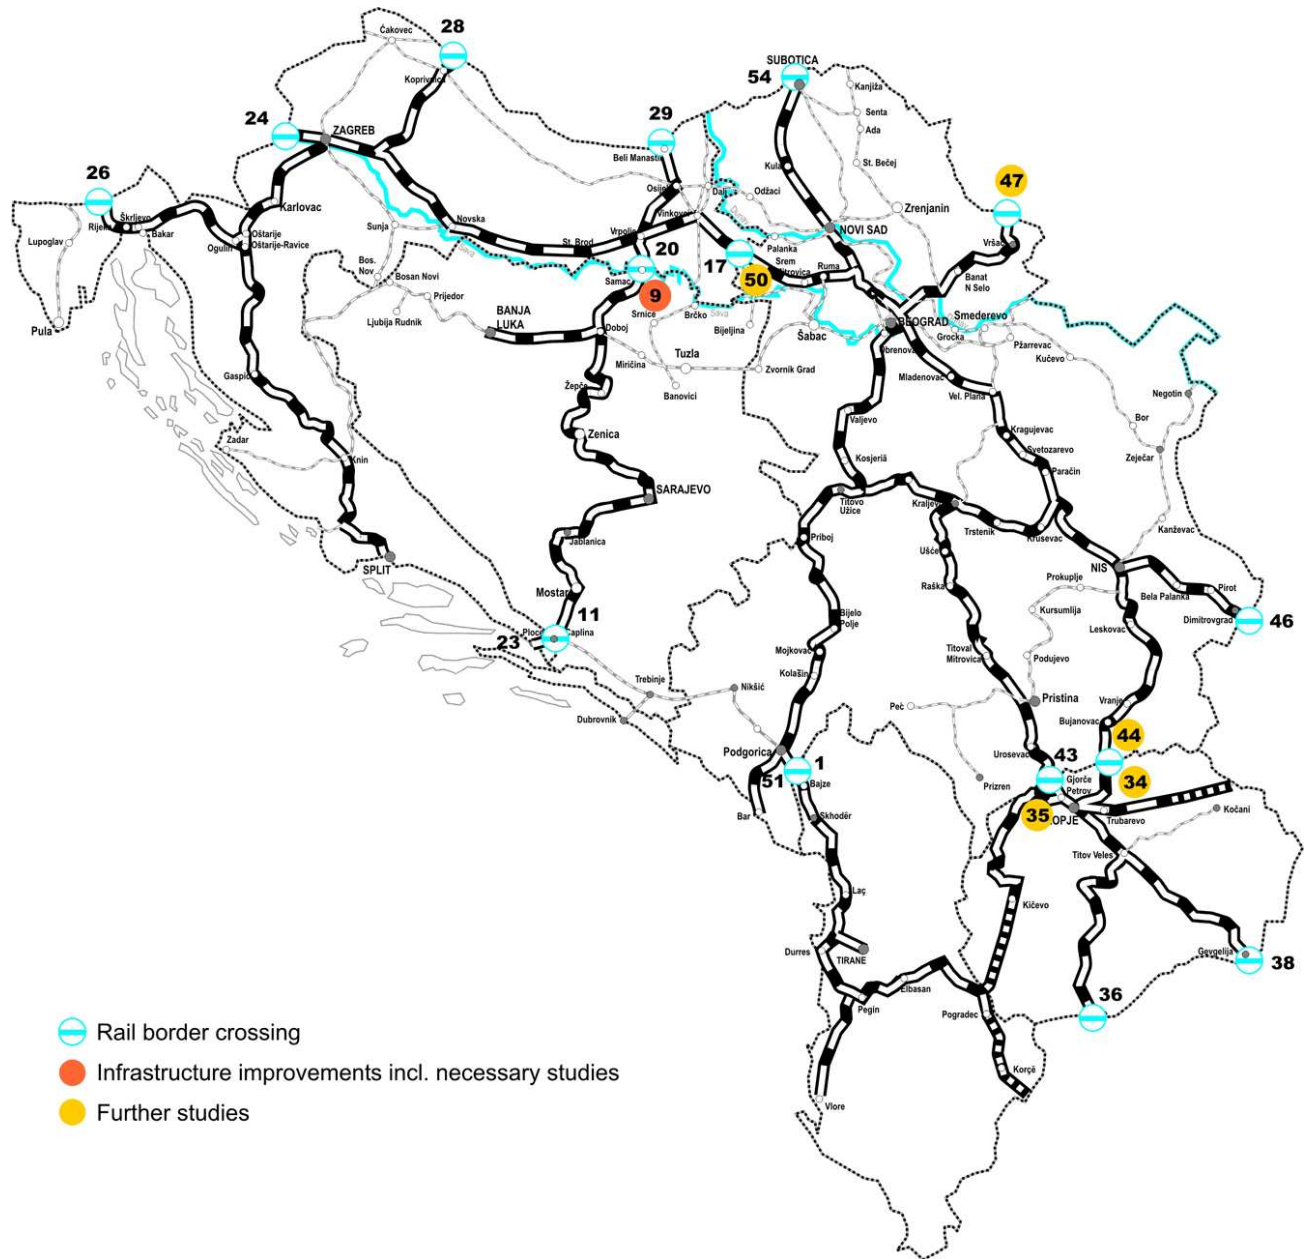 28
Čakovec
Koprivnica
SUBOTICA
54
Kanjiža
Senta
Ada
24
ZAGREB
29
Beli Manastir
Kula
St. Bečej
26
Osijek
Dalj
Odžaci
47
Karlovac
Vinkovci
Zrenjanin
Rijeka
Škrljevo
Bakar
Novska
Vrpolje
NOVI SAD
Lupoglav
Ogulin
Oštarije
Oštarije-Ravice
Sunja
St. Brod
Sava
20
Palanka
Vršac
17
Srem
Mitrovica
Ruma
Bos.
Nov
Bosan Novi
Samac
50
Banat
N Selo
9
Prijedor
Ljubija Rudnik
BANJA
LUKA
Srnice
Brčko
Sava
Smederevo
Pula
Doboj
Bijeljina
Šabac
BEOGRAD
Grocka
Požarevac
Miričina
Tuzla
Zvornik Grad
Obrenovac
Kučevo
Gaspić
Žepče
Banovici
Mladenovac
Vel. Plana
Negotin
Valjevo
Bor
Kragujevac
Zadar
Zenica
Svetozarevo
Zeječar
Knin
Kosjerić
Paračin
SARAJEVO
Titovo
Užice
Kraljevo
Trstenik
Krusevac
Kanževac
Jablanica
Priboj
Ušće
SPLIT
NIS
Prokuplje
Raška
Bela Palanka
Pirot
Mostar
Kursumlija
Dimitrovgrad
11
Bijelo
Polje
Leskovac
46
Ploce
Caplina
23
Mojkovac
Titoval
Mitrovica
Podujevo
Kolašin
Trebinje
Nikšić
Pristina
Vranje
Peč
Dubrovnik
Bujanovac
44
Podgorica
Urosevac
43
1
Gjorče
Petrov
34
51
Bajze
Prizren
Kočani
Bar
Skhodër
35
OPJE
Trubarevo
Titov Veles
Laç
Kičevo
Durres
TIRANE
Gevgelija
38
Elbasan
36
Pegin
Pogradec
Rail border crossing
Korçë
Infrastructure improvements incl. necessary studies
Vlore
Further studies